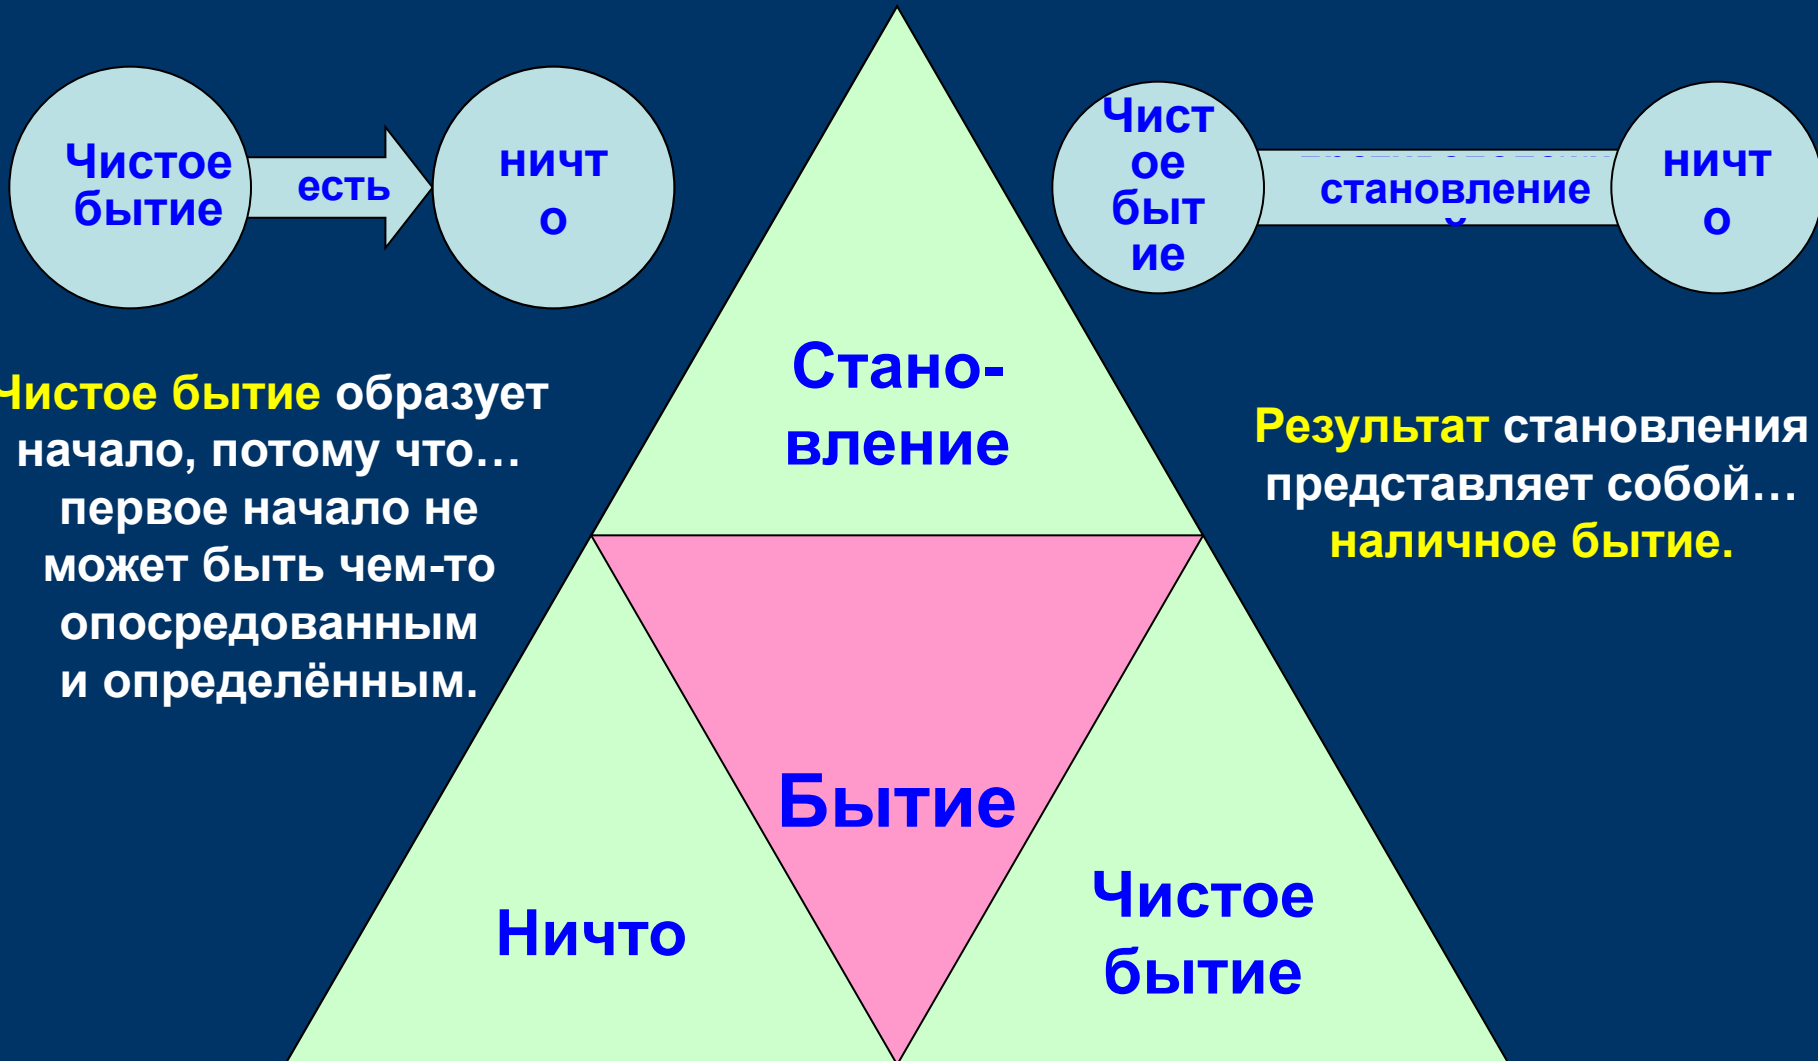 Чистое
бытие
есть
ничт
о
Чист
ое
быт
ие
становление
ничт
о
Чистое бытие образует
начало, потому что…
первое начало не
может быть чем-то
опосредованным
и определённым.
Стано-
вление
Результат становления
представляет собой…
наличное бытие.
Бытие
Ничто
Чистое
бытие